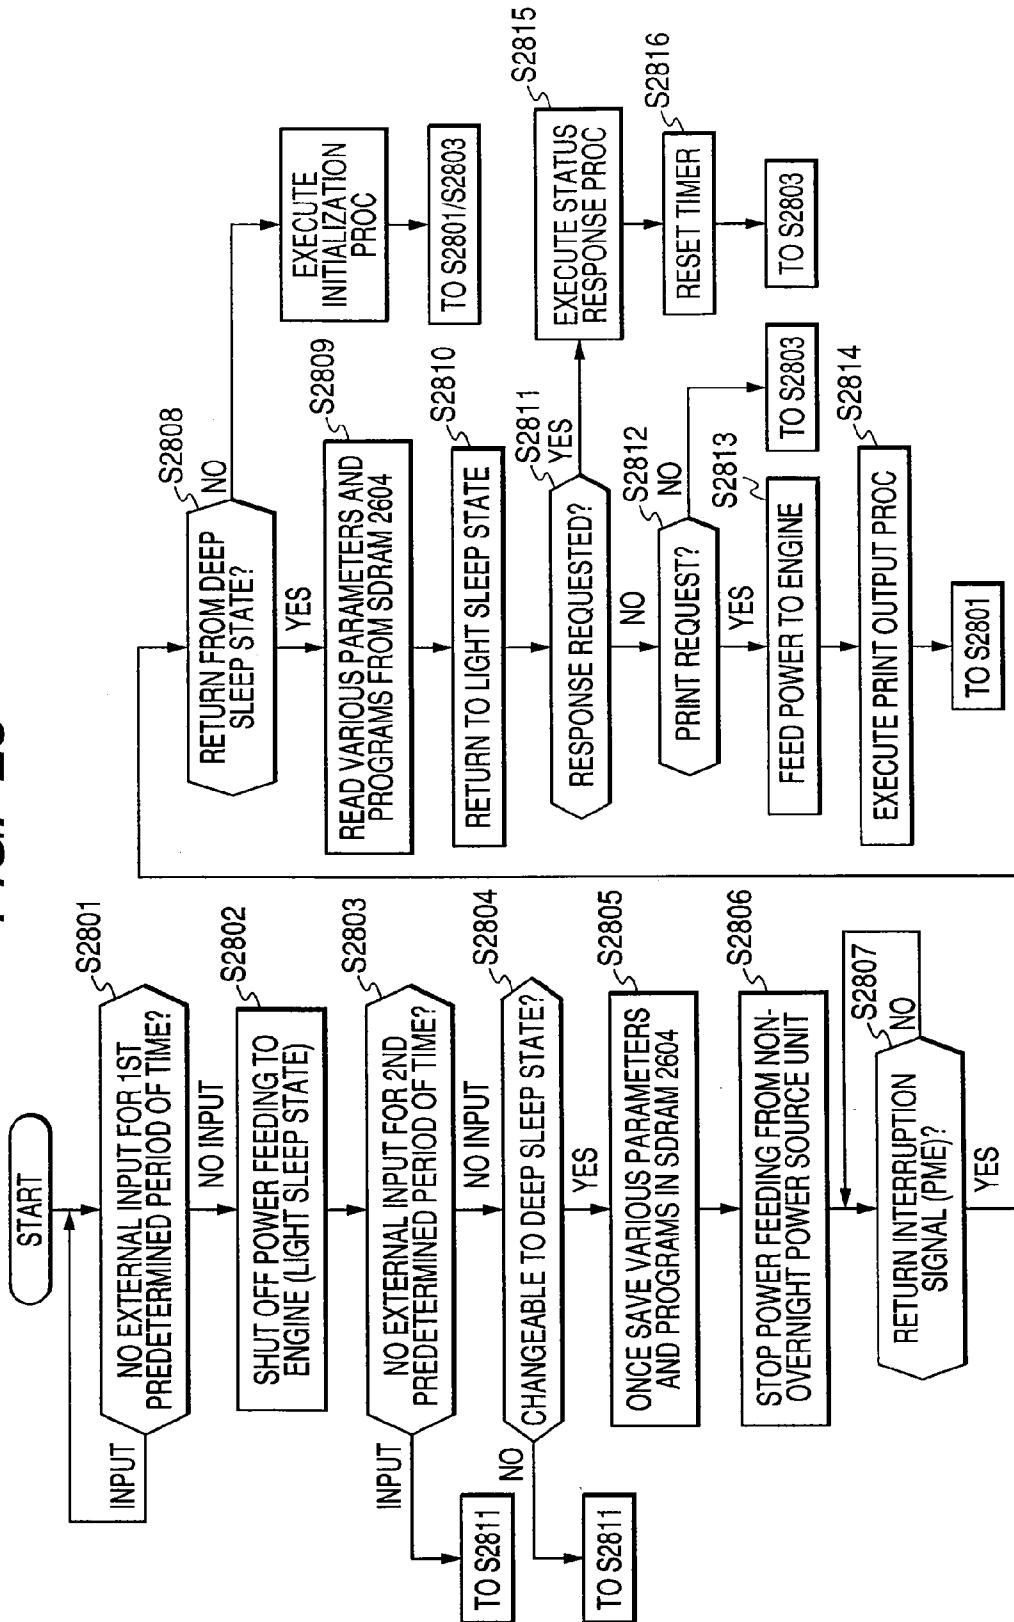 START
NO EXTERNAL INPUT FOR 1ST
PREDETERMINED PERIOD OF TIME?
S2801
INPUT
NO INPUT
SHUT OFF POWER FEEDING TO
ENGINE (LIGHT SLEEP STATE)
S2802
NO EXTERNAL INPUT FOR 2ND
PREDETERMINED PERIOD OF TIME?
S2803
INPUT
TO S2811
NO INPUT
CHANGEABLE TO DEEP SLEEP STATE?
S2804
NO
TO S2811
YES
ONCE SAVE VARIOUS PARAMETERS
AND PROGRAMS IN SDRAM 2604
S2805
STOP POWER FEEDING FROM NON-
OVERNIGHT POWER SOURCE UNIT
S2806
RETURN INTERRUPTION
SIGNAL (PME)?
S2807
NO
YES
RETURN FROM DEEP
SLEEP STATE?
S2808
NO
EXECUTE
INITIALIZATION
PROC
TO S2801/S2803
YES
READ VARIOUS PARAMETERS AND
PROGRAMS FROM SDRAM 2604
S2809
RETURN TO LIGHT SLEEP STATE
S2810
RESPONSE REQUESTED?
S2811
YES
EXECUTE STATUS
RESPONSE PROC
S2815
RESET TIMER
S2816
TO S2803
NO
PRINT REQUEST?
S2812
NO
TO S2803
YES
FEED POWER TO ENGINE
S2813
EXECUTE PRINT OUTPUT PROC
S2814
TO S2801